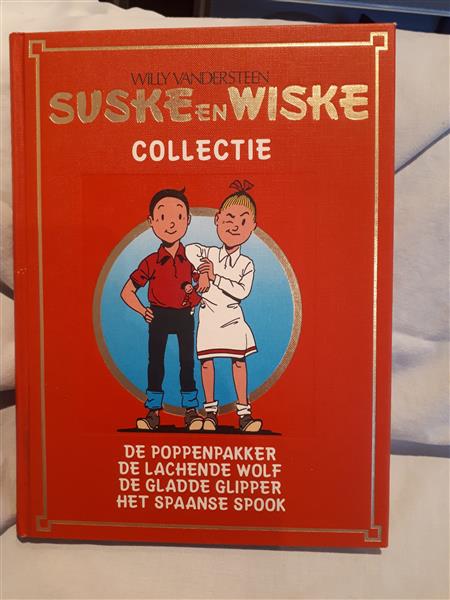 WILLY VANDERSTEEN
SUSKE EN WISKE
COLLECTIE
DE POPPENPAKKER
DE LACHENDE WOLF
DE GLADDE GLIPPER
HET SPAANSE SPOOK